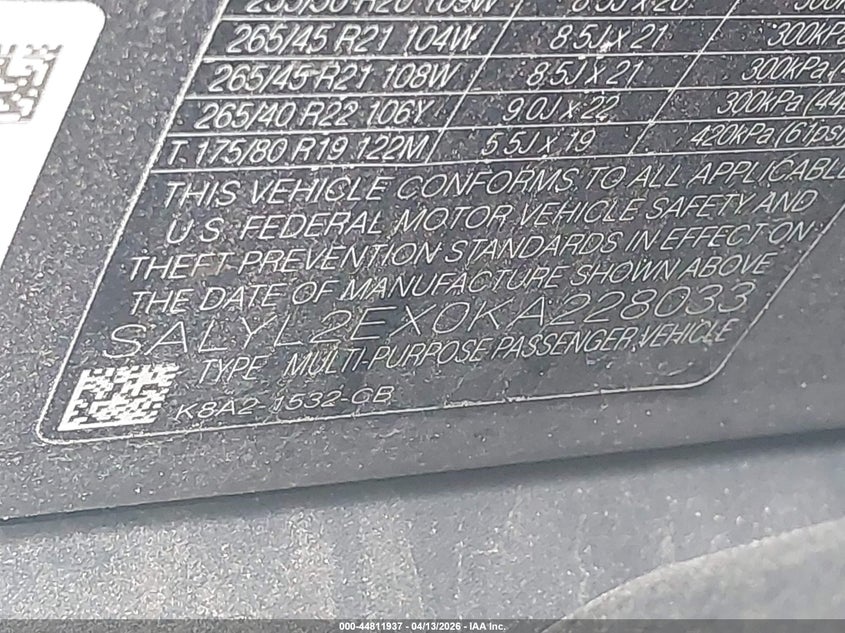 265/45 R21 104W 8.5J x 21 300kPa
265/45 R21 108W 8.5J x 21 300kPa
265/40 R22 106Y 9.0J x 22 300kPa (44
T. 175/80 R19 122M 5.5J x 19 420kPa (61psi
THIS VEHICLE CONFORMS TO ALL APPLICABLE
U.S. FEDERAL MOTOR VEHICLE SAFETY AND
THEFT PREVENTION STANDARDS IN EFFECT ON
THE DATE OF MANUFACTURE SHOWN ABOVE
SALYL2EX0KA228033
TYPE MULTI-PURPOSE PASSENGER VEHICLE
K8A2-1532-CB
000-44811937 - 04/13/2026 - IAA Inc.